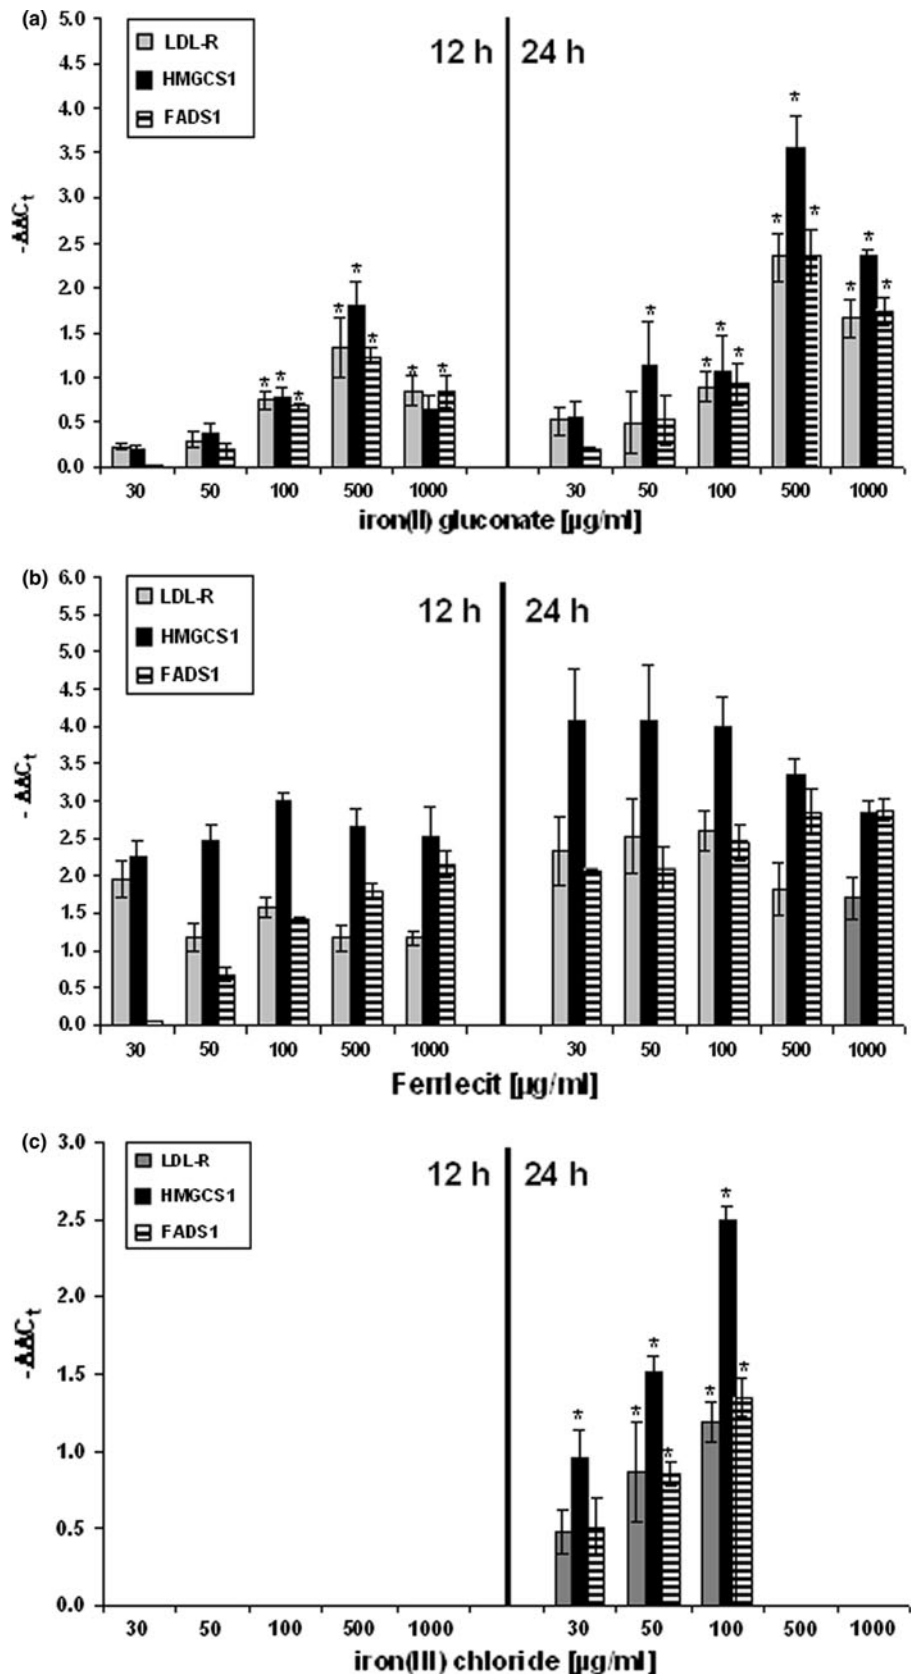 (a)
5.0
4.5
4.0
3.5
3.0
2.5
2.0
1.5
1.0
0.5
0.0
-ΔΔCt
LDL-R
HMGCS1
FADS1
12 h
24 h
* * * * * * * * * * * * * * * * * *
30 50 100 500 1000 30 50 100 500 1000
iron(II) gluconate [µg/ml]
(b)
6.0
5.5
5.0
4.5
4.0
3.5
3.0
2.5
2.0
1.5
1.0
0.5
0.0
- ΔΔCt
LDL-R
HMGCS1
FADS1
12 h
24 h
30 50 100 500 1000 30 50 100 500 1000
Ferrlecit [µg/ml]
(c)
3.0
2.5
2.0
1.5
1.0
0.5
0.0
-ΔΔCt
LDL-R
HMGCS1
FADS1
12 h
24 h
* * * * * * *
30 50 100 500 1000 30 50 100 500 1000
iron(III) chloride [µg/ml]